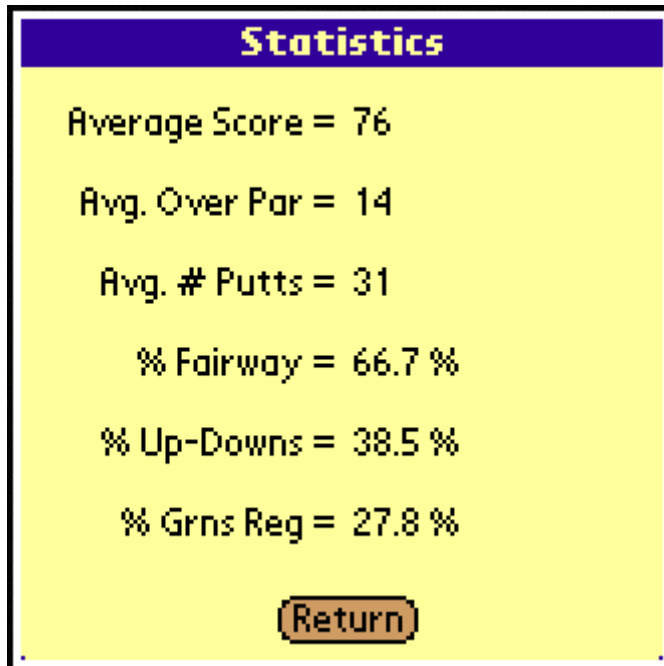 Statistics
Average Score = 76
Avg. Over Par = 14
Avg. # Putts = 31
% Fairway = 66.7 %
% Up-Downs = 38.5 %
% Grns Reg = 27.8 %
Return